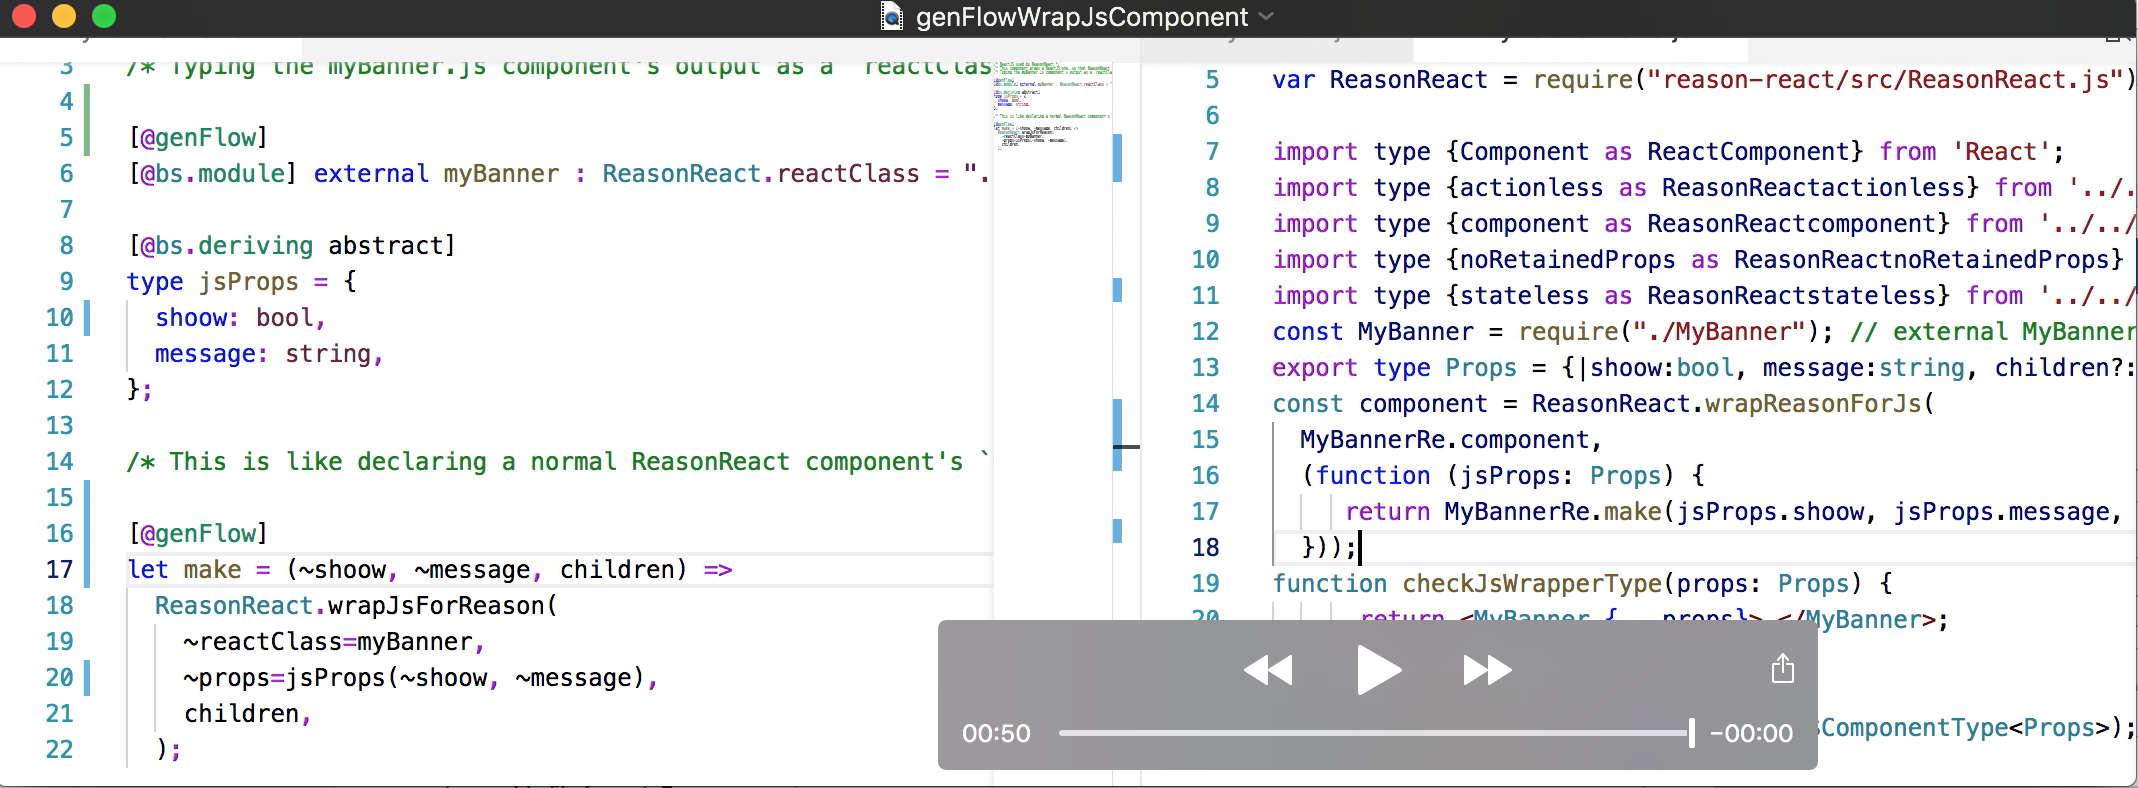 genFlowWrapJsComponent
3 /* Typing the myBanner.js component's output as a `reactClas
4
5 [@genFlow]
6 [@bs.module] external myBanner : ReasonReact.reactClass = ".
7
8 [@bs.deriving abstract]
9 type jsProps = {
10 shoow: bool,
11 message: string,
12 };
13
14 /* This is like declaring a normal ReasonReact component's `
15
16 [@genFlow]
17 let make = (~shoow, ~message, children) =>
18 ReasonReact.wrapJsForReason(
19 ~reactClass=myBanner,
20 ~props=jsProps(~shoow, ~message),
21 children,
22 );
5 var ReasonReact = require("reason-react/src/ReasonReact.js")
6
7 import type {Component as ReactComponent} from 'React';
8 import type {actionless as ReasonReactactionless} from '../.
9 import type {component as ReasonReactcomponent} from '../../
10 import type {noRetainedProps as ReasonReactnoRetainedProps}
11 import type {stateless as ReasonReactstateless} from '../../
12 const MyBanner = require("./MyBanner"); // external MyBanner
13 export type Props = {|shoow:bool, message:string, children?:
14 const component = ReasonReact.wrapReasonForJs(
15 MyBannerRe.component,
16 (function (jsProps: Props) {
17 return MyBannerRe.make(jsProps.shoow, jsProps.message,
18 }));
19 function checkJsWrapperType(props: Props) {
20 return <MyBanner {...props}> </MyBanner>;
ComponentType<Props>);
00:50 -00:00